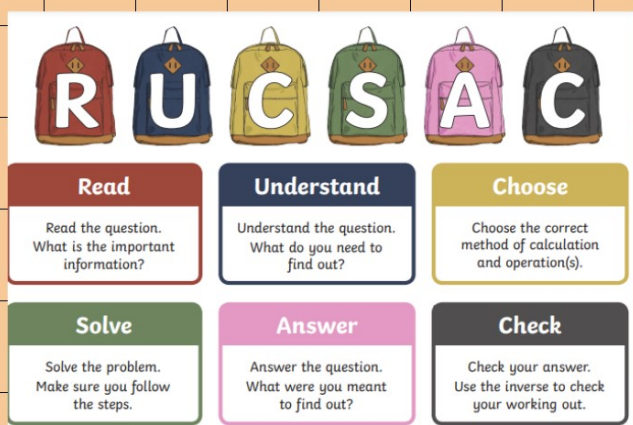 R U C S A C
Read
Read the question.
What is the important
information?
Understand
Understand the question.
What do you need to
find out?
Choose
Choose the correct
method of calculation
and operation(s).
Solve
Solve the problem.
Make sure you follow
the steps.
Answer
Answer the question.
What were you meant
to find out?
Check
Check your answer.
Use the inverse to check
your working out.